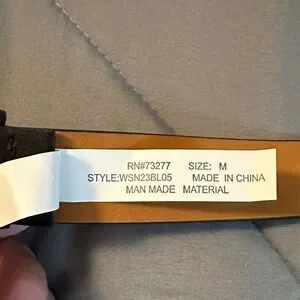 RN#73277 SIZE: M
STYLE:WSN23BL05 MADE IN CHINA
MAN MADE MATERIAL